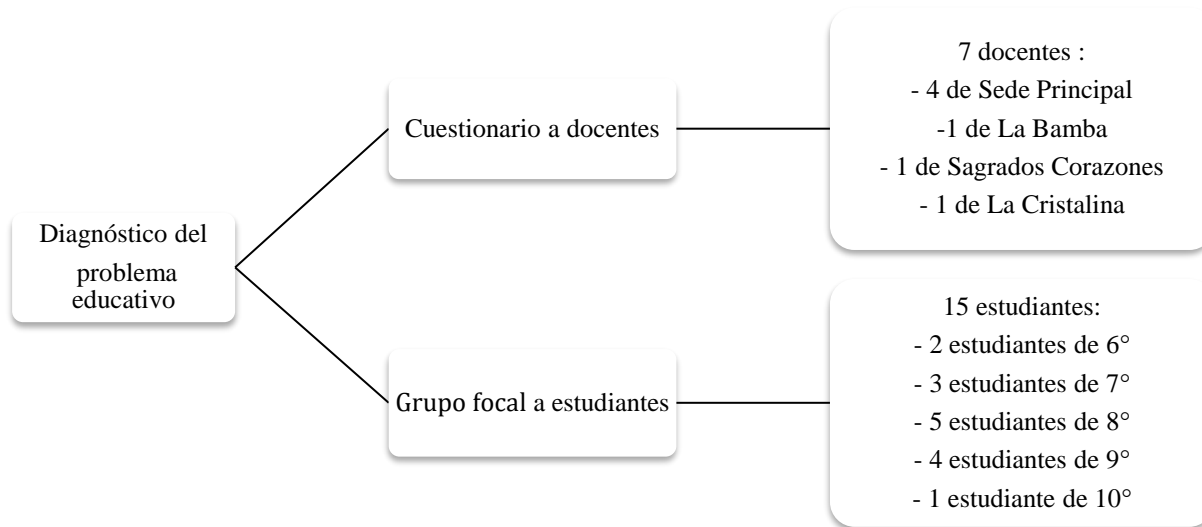 Diagnóstico del
problema
educativo
Cuestionario a docentes
7 docentes :
- 4 de Sede Principal
-1 de La Bamba
- 1 de Sagrados Corazones
- 1 de La Cristalina
Grupo focal a estudiantes
15 estudiantes:
- 2 estudiantes de 6°
- 3 estudiantes de 7°
- 5 estudiantes de 8°
- 4 estudiantes de 9°
- 1 estudiante de 10°